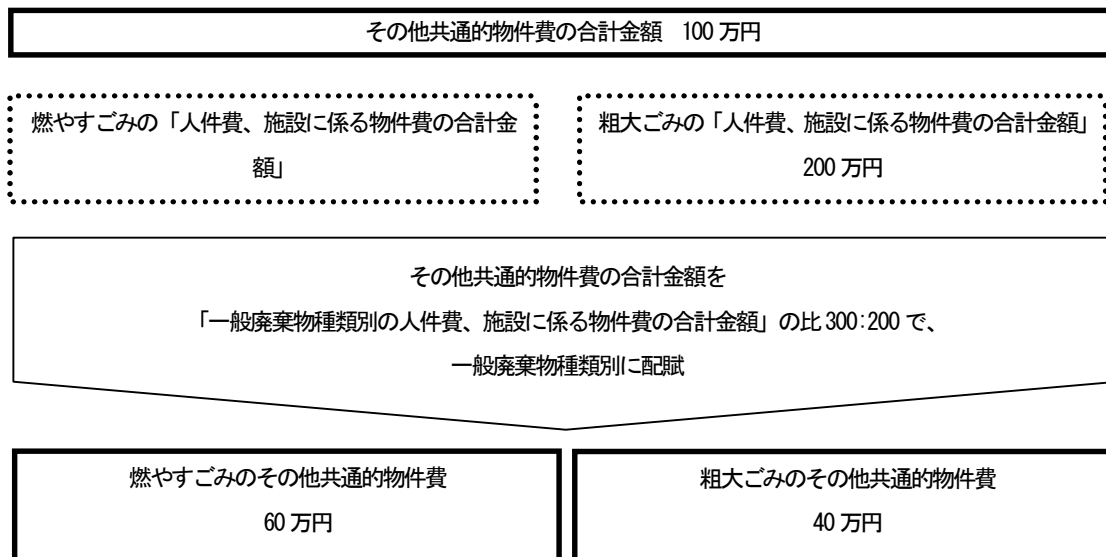 その他共通的物件費の合計金額　100 万円
燃やすごみの「人件費、施設に係る物件費の合計金
額」
粗大ごみの「人件費、施設に係る物件費の合計金額」
200 万円
その他共通的物件費の合計金額を
「一般廃棄物種類別の人件費、施設に係る物件費の合計金額」の比 300:200 で、
一般廃棄物種類別に配賦
燃やすごみのその他共通的物件費
60 万円
粗大ごみのその他共通的物件費
40 万円